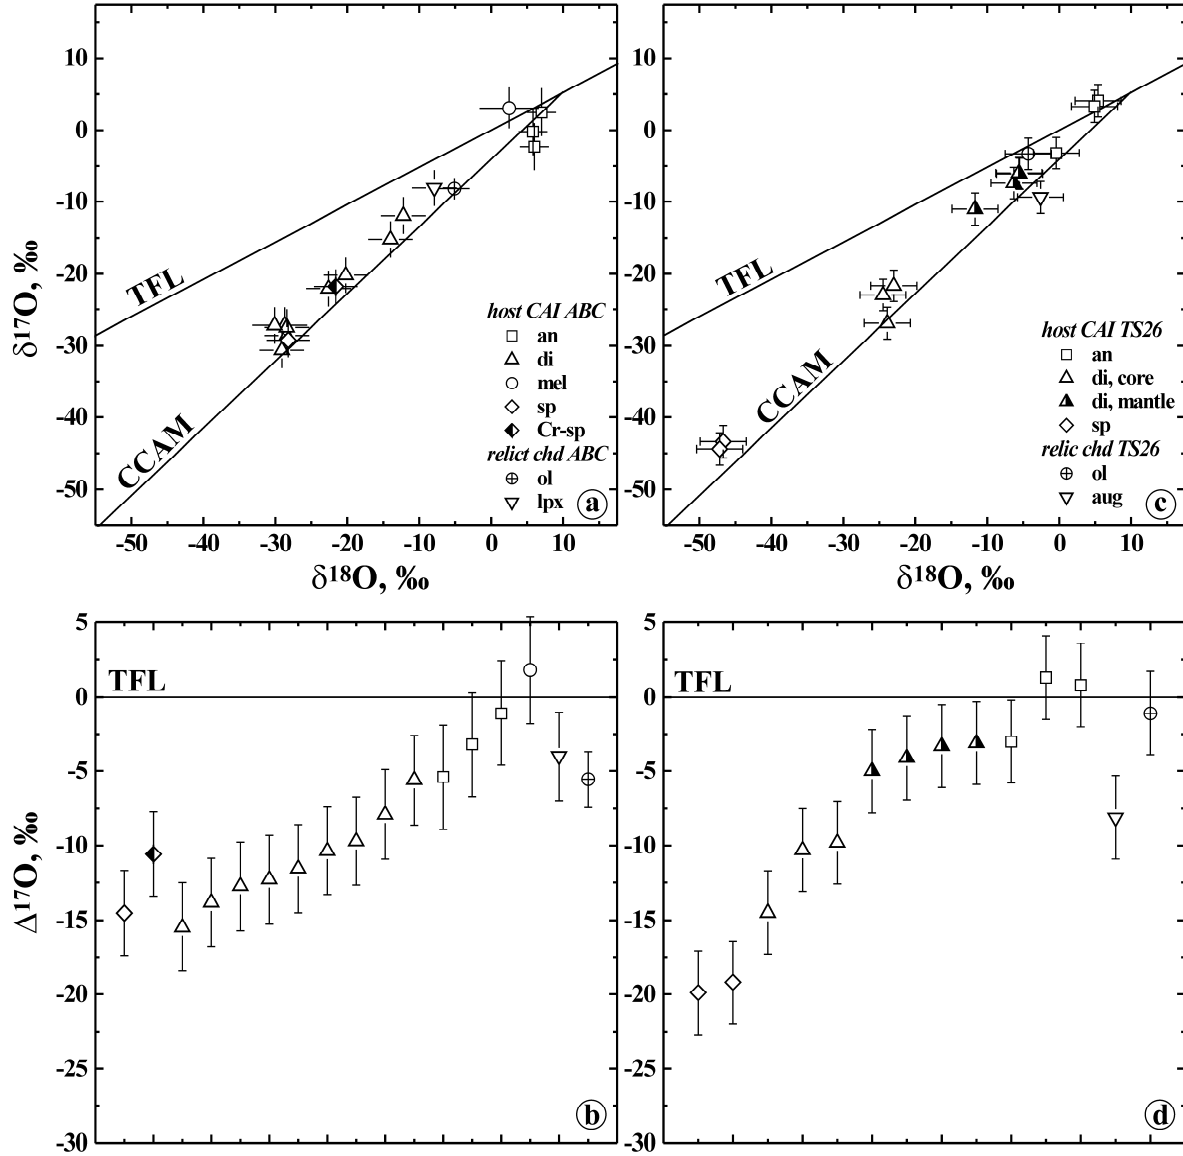 10
0
-10
-20
-30
-40
-50
δ17O, ‰
TFL
CCAM
host CAI ABC
an
di
mel
sp
Cr-sp
relict chd ABC
ol
lpx
a
-50 -40 -30 -20 -10 0 10
δ18O, ‰
10
0
-10
-20
-30
-40
-50
TFL
CCAM
host CAI TS26
an
di, core
di, mantle
sp
relic chd TS26
ol
aug
c
-50 -40 -30 -20 -10 0 10
δ18O, ‰
5
0
-5
-10
-15
-20
-25
-30
Δ17O, ‰
TFL
b
5
0
-5
-10
-15
-20
-25
-30
TFL
d